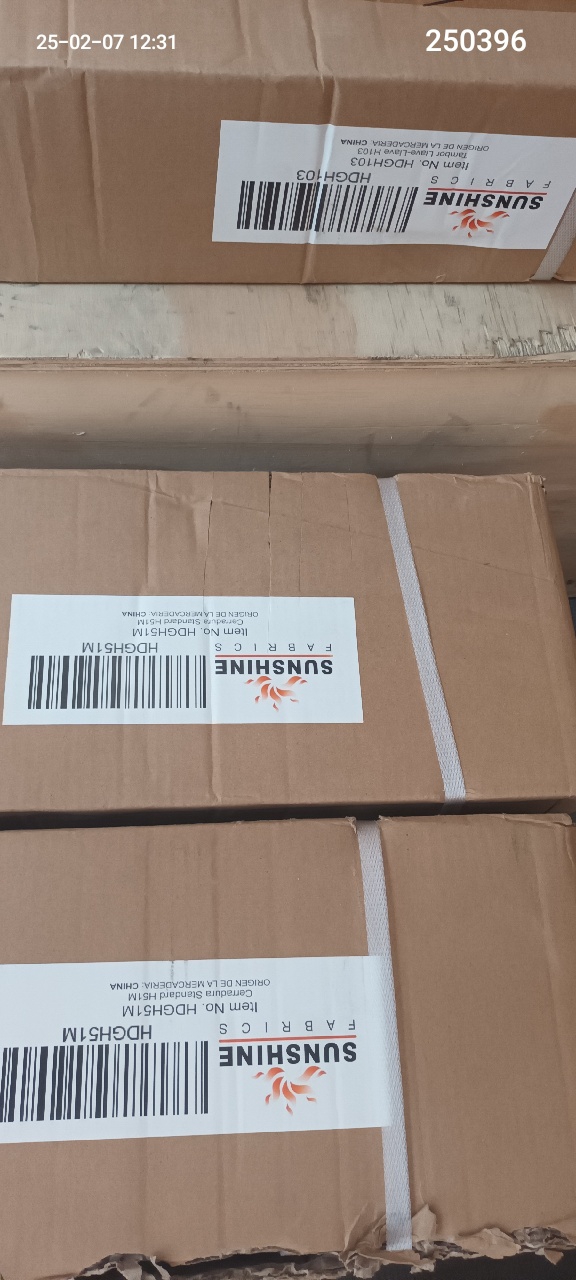 25-02-07 12:31
250396
SUNSHINE
FABRICS
HDGH103
Item No. HDGH103
Tambor Llave-Llave H103
ORIGEN DE LA MERCADERIA: CHINA
SUNSHINE
FABRICS
HDGH51M
Item No. HDGH51M
Cerradura Standard H51M
ORIGEN DE LA MERCADERIA: CHINA
SUNSHINE
FABRICS
HDGH51M
Item No. HDGH51M
Cerradura Standard H51M
ORIGEN DE LA MERCADERIA: CHINA